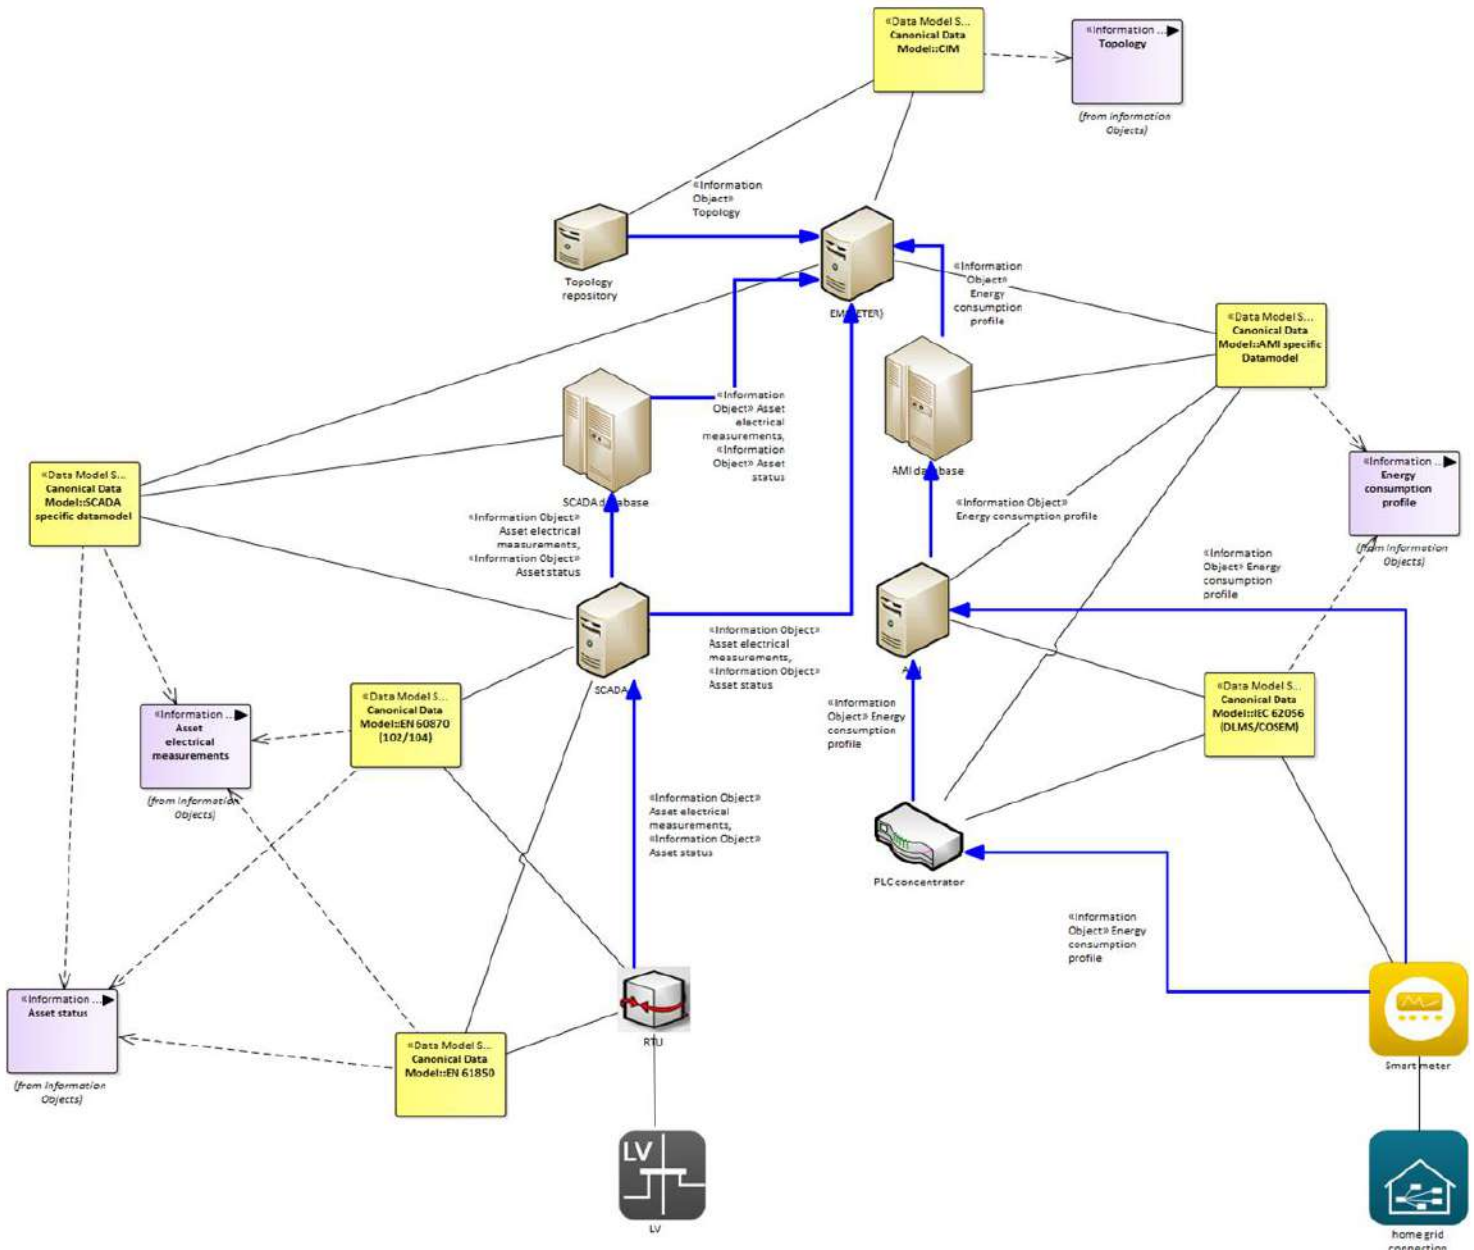 «Data Model S...
Canonical Data
Model::CIM
«Information ...
Topology
(from Information
Objects)
«Information
Object»
Topology
Topology
repository
«Information
Object»
Energy
consumption
profile
«Data Model S...
Canonical Data
Model::AMI specific
Datamodel
«Information
Object» Asset
electrical
measurements,
«Information
Object» Asset
status
AMI database
«Information ...
Energy
consumption
profile
(from Information
Objects)
«Data Model S...
Canonical Data
Model::SCADA
specific datamodel
SCADA database
«Information Object»
Asset electrical
measurements,
«Information Object»
Asset status
«Information Object»
Energy consumption profile
«Information
Object» Energy
consumption
profile
«Information Object»
Asset electrical
measurements,
«Information Object»
Asset status
SCADA
«Data Model S...
Canonical Data
Model::EN 60870
(102/104)
«Information ...
Asset
electrical
measurements
(from Information
Objects)
«Information
Object» Energy
consumption
profile
«Data Model S...
Canonical Data
Model::IEC 62056
(DLMS/COSEM)
«Information Object»
Asset electrical
measurements,
«Information Object»
Asset status
PLC concentrator
«Information
Object» Energy
consumption
profile
«Information ...
Asset status
(from Information
Objects)
«Data Model S...
Canonical Data
Model::EN 61850
RTU
Smart meter
LV
LV
home grid
connection